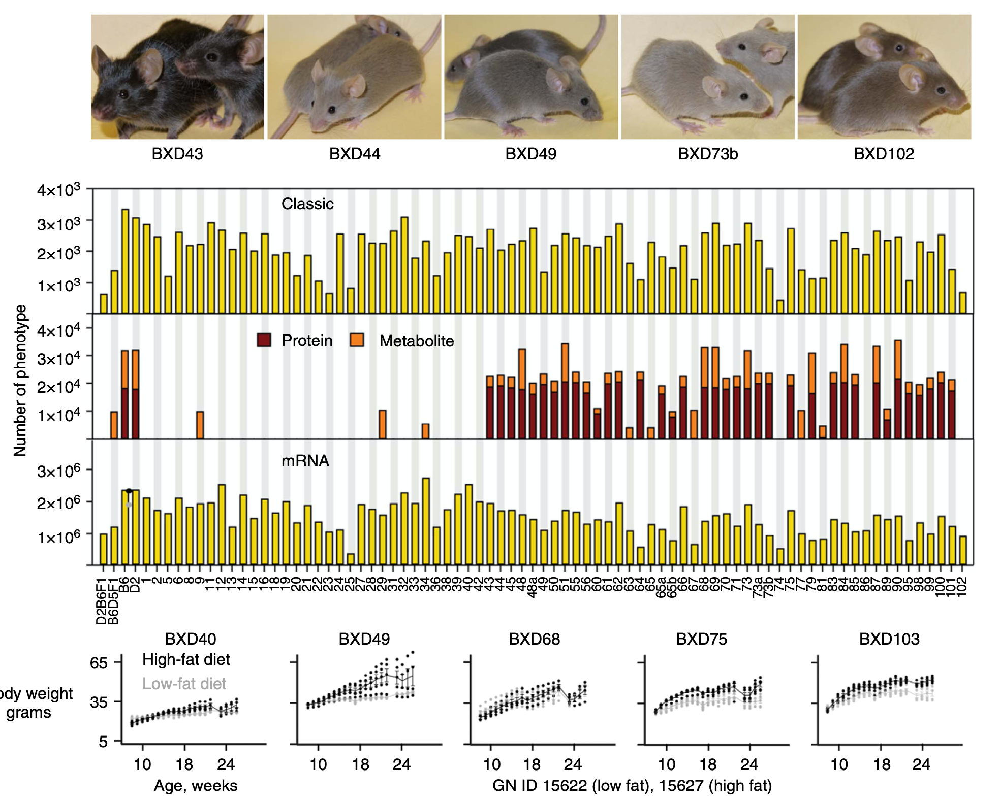 BXD43 BXD44 BXD49 BXD73b BXD102
Number of phenotype
4×10³
3×10³
2×10³
1×10³
Classic
4×10⁴
3×10⁴
2×10⁴
1×10⁴
Protein Metabolite
3×10⁶
2×10⁶
1×10⁶
mRNA
D2B6F1 B6D5F1 B6 D2 1 2 5 6 8 9 11 12 13 14 15 16 18 19 20 21 22 23 24 25 27 28 29 31 32 33 34 36 38 39 40 42 43 44 45 48 48a 49 50 51 55 56 60 61 62 63 64 65 65a 65b 66 67 68 69 70 71 73 73a 73b 74 75 77 79 81 83 84 85 86 87 89 90 95 98 99 100 101 102
BXD40 BXD49 BXD68 BXD75 BXD103
High-fat diet
Low-fat diet
ody weight
grams
65
35
5
10 18 24 10 18 24 10 18 24 10 18 24 10 18 24
Age, weeks GN ID 15622 (low fat), 15627 (high fat)